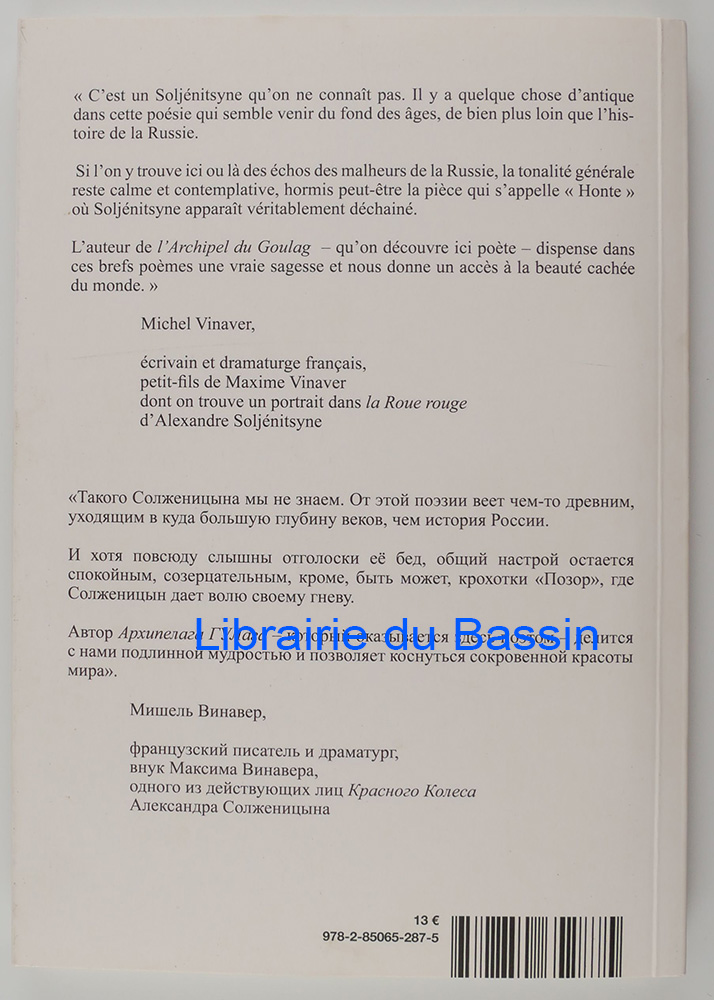 « C’est un Soljénitsyne qu’on ne connaît pas. Il y a quelque chose d’antique
dans cette poésie qui semble venir du fond des âges, de bien plus loin que l’his-
toire de la Russie.
Si l’on y trouve ici ou là des échos des malheurs de la Russie, la tonalité générale
reste calme et contemplative, hormis peut-être la pièce qui s’appelle « Honte »
où Soljénitsyne apparaît véritablement déchainé.
L’auteur de l’Archipel du Goulag – qu’on découvre ici poète – dispense dans
ces brefs poèmes une vraie sagesse et nous donne un accès à la beauté cachée
du monde. »
Michel Vinaver,
écrivain et dramaturge français,
petit-fils de Maxime Vinaver
dont on trouve un portrait dans la Roue rouge
d’Alexandre Soljénitsyne
«Такого Солженицына мы не знаем. От этой поэзии веет чем-то древним,
уходящим в куда большую глубину веков, чем история России.
И хотя повсюду слышны отголоски её бед, общий настрой остается
спокойным, созерцательным, кроме, быть может, крохотки «Позор», где
Солженицын дает волю своему гневу.
Автор Архипелага ГУЛага – который оказывается здесь поэтом – делится
Librairie du Bassin
с нами подлинной мудростью и позволяет коснуться сокровенной красоты
мира».
Мишель Винавер,
французский писатель и драматург,
внук Максима Винавера,
одного из действующих лиц Красного Колеса
Александра Солженицына
13 €
978-2-85065-287-5